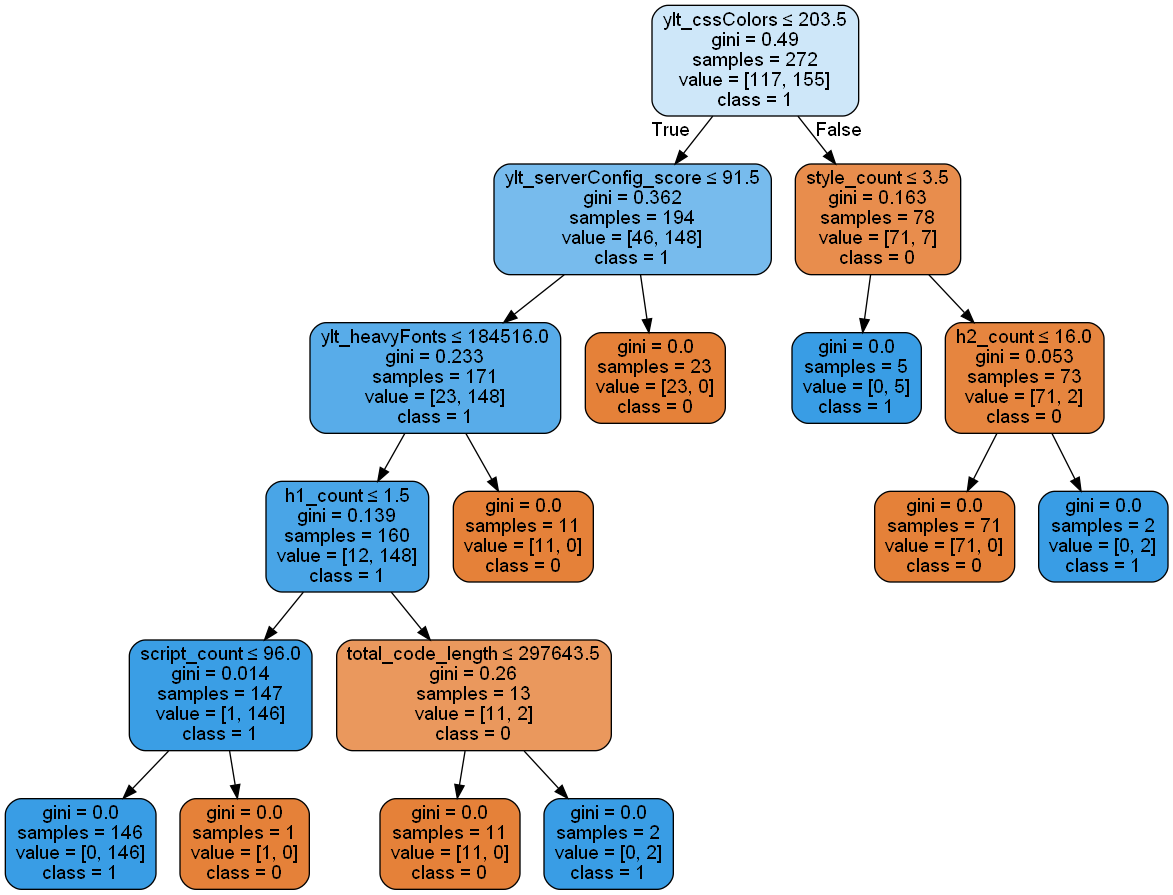 ylt_cssColors ≤ 203.5
gini = 0.49
samples = 272
value = [117, 155]
class = 1
True
False
ylt_serverConfig_score ≤ 91.5
gini = 0.362
samples = 194
value = [46, 148]
class = 1
style_count ≤ 3.5
gini = 0.163
samples = 78
value = [71, 7]
class = 0
ylt_heavyFonts ≤ 184516.0
gini = 0.233
samples = 171
value = [23, 148]
class = 1
gini = 0.0
samples = 23
value = [23, 0]
class = 0
gini = 0.0
samples = 5
value = [0, 5]
class = 1
h2_count ≤ 16.0
gini = 0.053
samples = 73
value = [71, 2]
class = 0
h1_count ≤ 1.5
gini = 0.139
samples = 160
value = [12, 148]
class = 1
gini = 0.0
samples = 11
value = [11, 0]
class = 0
gini = 0.0
samples = 71
value = [71, 0]
class = 0
gini = 0.0
samples = 2
value = [0, 2]
class = 1
script_count ≤ 96.0
gini = 0.014
samples = 147
value = [1, 146]
class = 1
total_code_length ≤ 297643.5
gini = 0.26
samples = 13
value = [11, 2]
class = 0
gini = 0.0
samples = 146
value = [0, 146]
class = 1
gini = 0.0
samples = 1
value = [1, 0]
class = 0
gini = 0.0
samples = 11
value = [11, 0]
class = 0
gini = 0.0
samples = 2
value = [0, 2]
class = 1